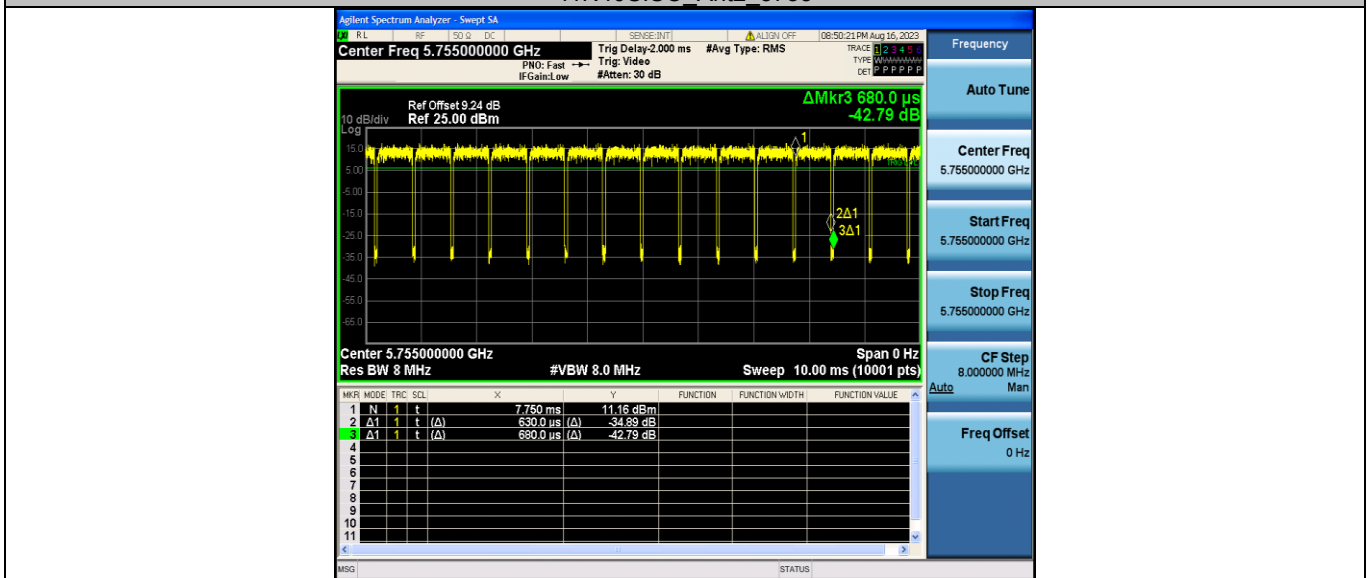 Agilent Spectrum Analyzer - Swept SA
RL RF 50 Ω DC SENSE:INT ALIGN OFF 08:50:21 PM Aug 16, 2023
Center Freq 5.755000000 GHz
PNO: Fast
IFGain:Low
Trig Delay-2.000 ms
Trig: Video
#Atten: 30 dB
#Avg Type: RMS
TRACE 1 2 3 4 5 6
TYPE
DET P P P P P P
Frequency
ΔMkr3 680.0 µs
-42.79 dB
Ref Offset 9.24 dB
10 dB/div Ref 25.00 dBm
Log
15.0
5.00
-5.00
-15.0
-25.0
-35.0
-45.0
-55.0
-65.0
1
2Δ1
3Δ1
Center 5.755000000 GHz Span 0 Hz
Res BW 8 MHz #VBW 8.0 MHz Sweep 10.00 ms (10001 pts)
MKR MODE TRC SCL X Y FUNCTION FUNCTION WIDTH FUNCTION VALUE
1 N 1 t 7.750 ms 11.16 dBm
2 Δ1 1 t (Δ) 630.0 µs (Δ) -34.89 dB
3 Δ1 1 t (Δ) 680.0 µs (Δ) -42.79 dB
4
5
6
7
8
9
10
11
MSG STATUS
Auto Tune
Center Freq
5.755000000 GHz
Start Freq
5.755000000 GHz
Stop Freq
5.755000000 GHz
CF Step
8.000000 MHz
Auto Man
Freq Offset
0 Hz